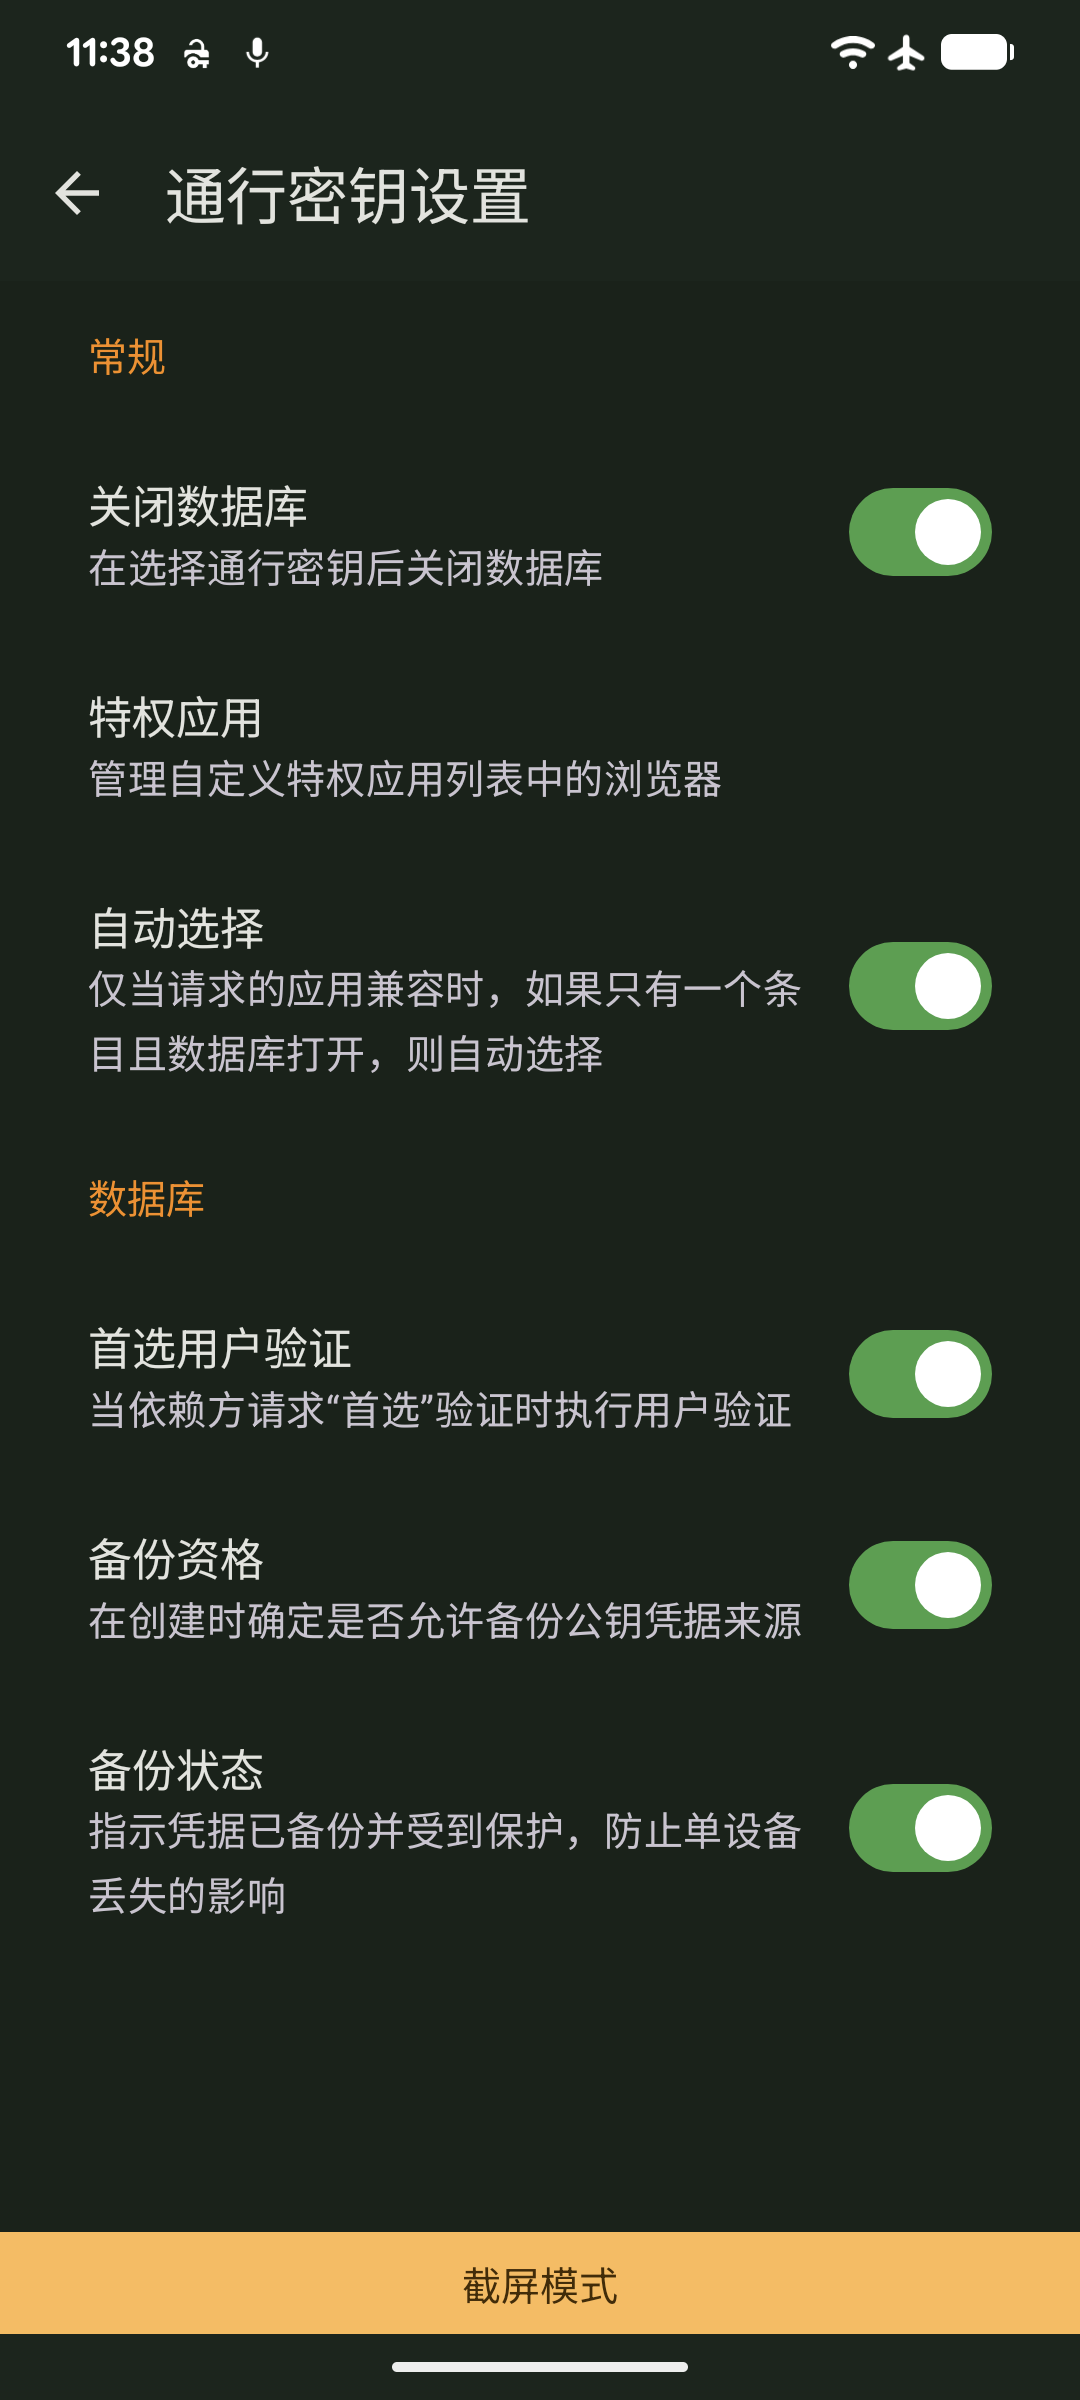 11:38
通行密钥设置
常规
关闭数据库
在选择通行密钥后关闭数据库
特权应用
管理自定义特权应用列表中的浏览器
自动选择
仅当请求的应用兼容时，如果只有一个条
目且数据库打开，则自动选择
数据库
首选用户验证
当依赖方请求“首选”验证时执行用户验证
备份资格
在创建时确定是否允许备份公钥凭据来源
备份状态
指示凭据已备份并受到保护，防止单设备
丢失的影响
截屏模式